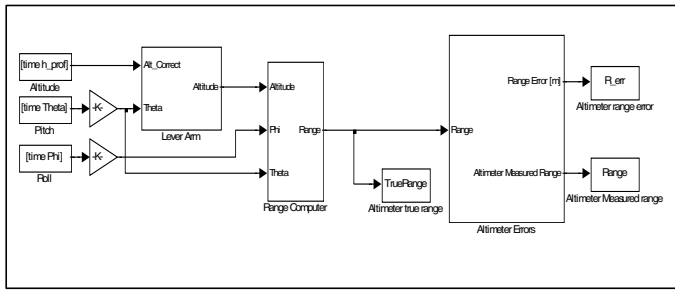 [time h_prof]
Altitude
[time Theta]
Pitch
[time Phi]
Roll
-K-
-K-
Alt_Correct
Altitude
Theta
Lever Arm
Altitude
Phi
Range
Theta
Range Computer
TrueRange
Altimeter true range
Range Error [m]
Range
Altimeter Measured Range
Altimeter Errors
R_err
Altimeter range error
Range
Altimeter Measured range